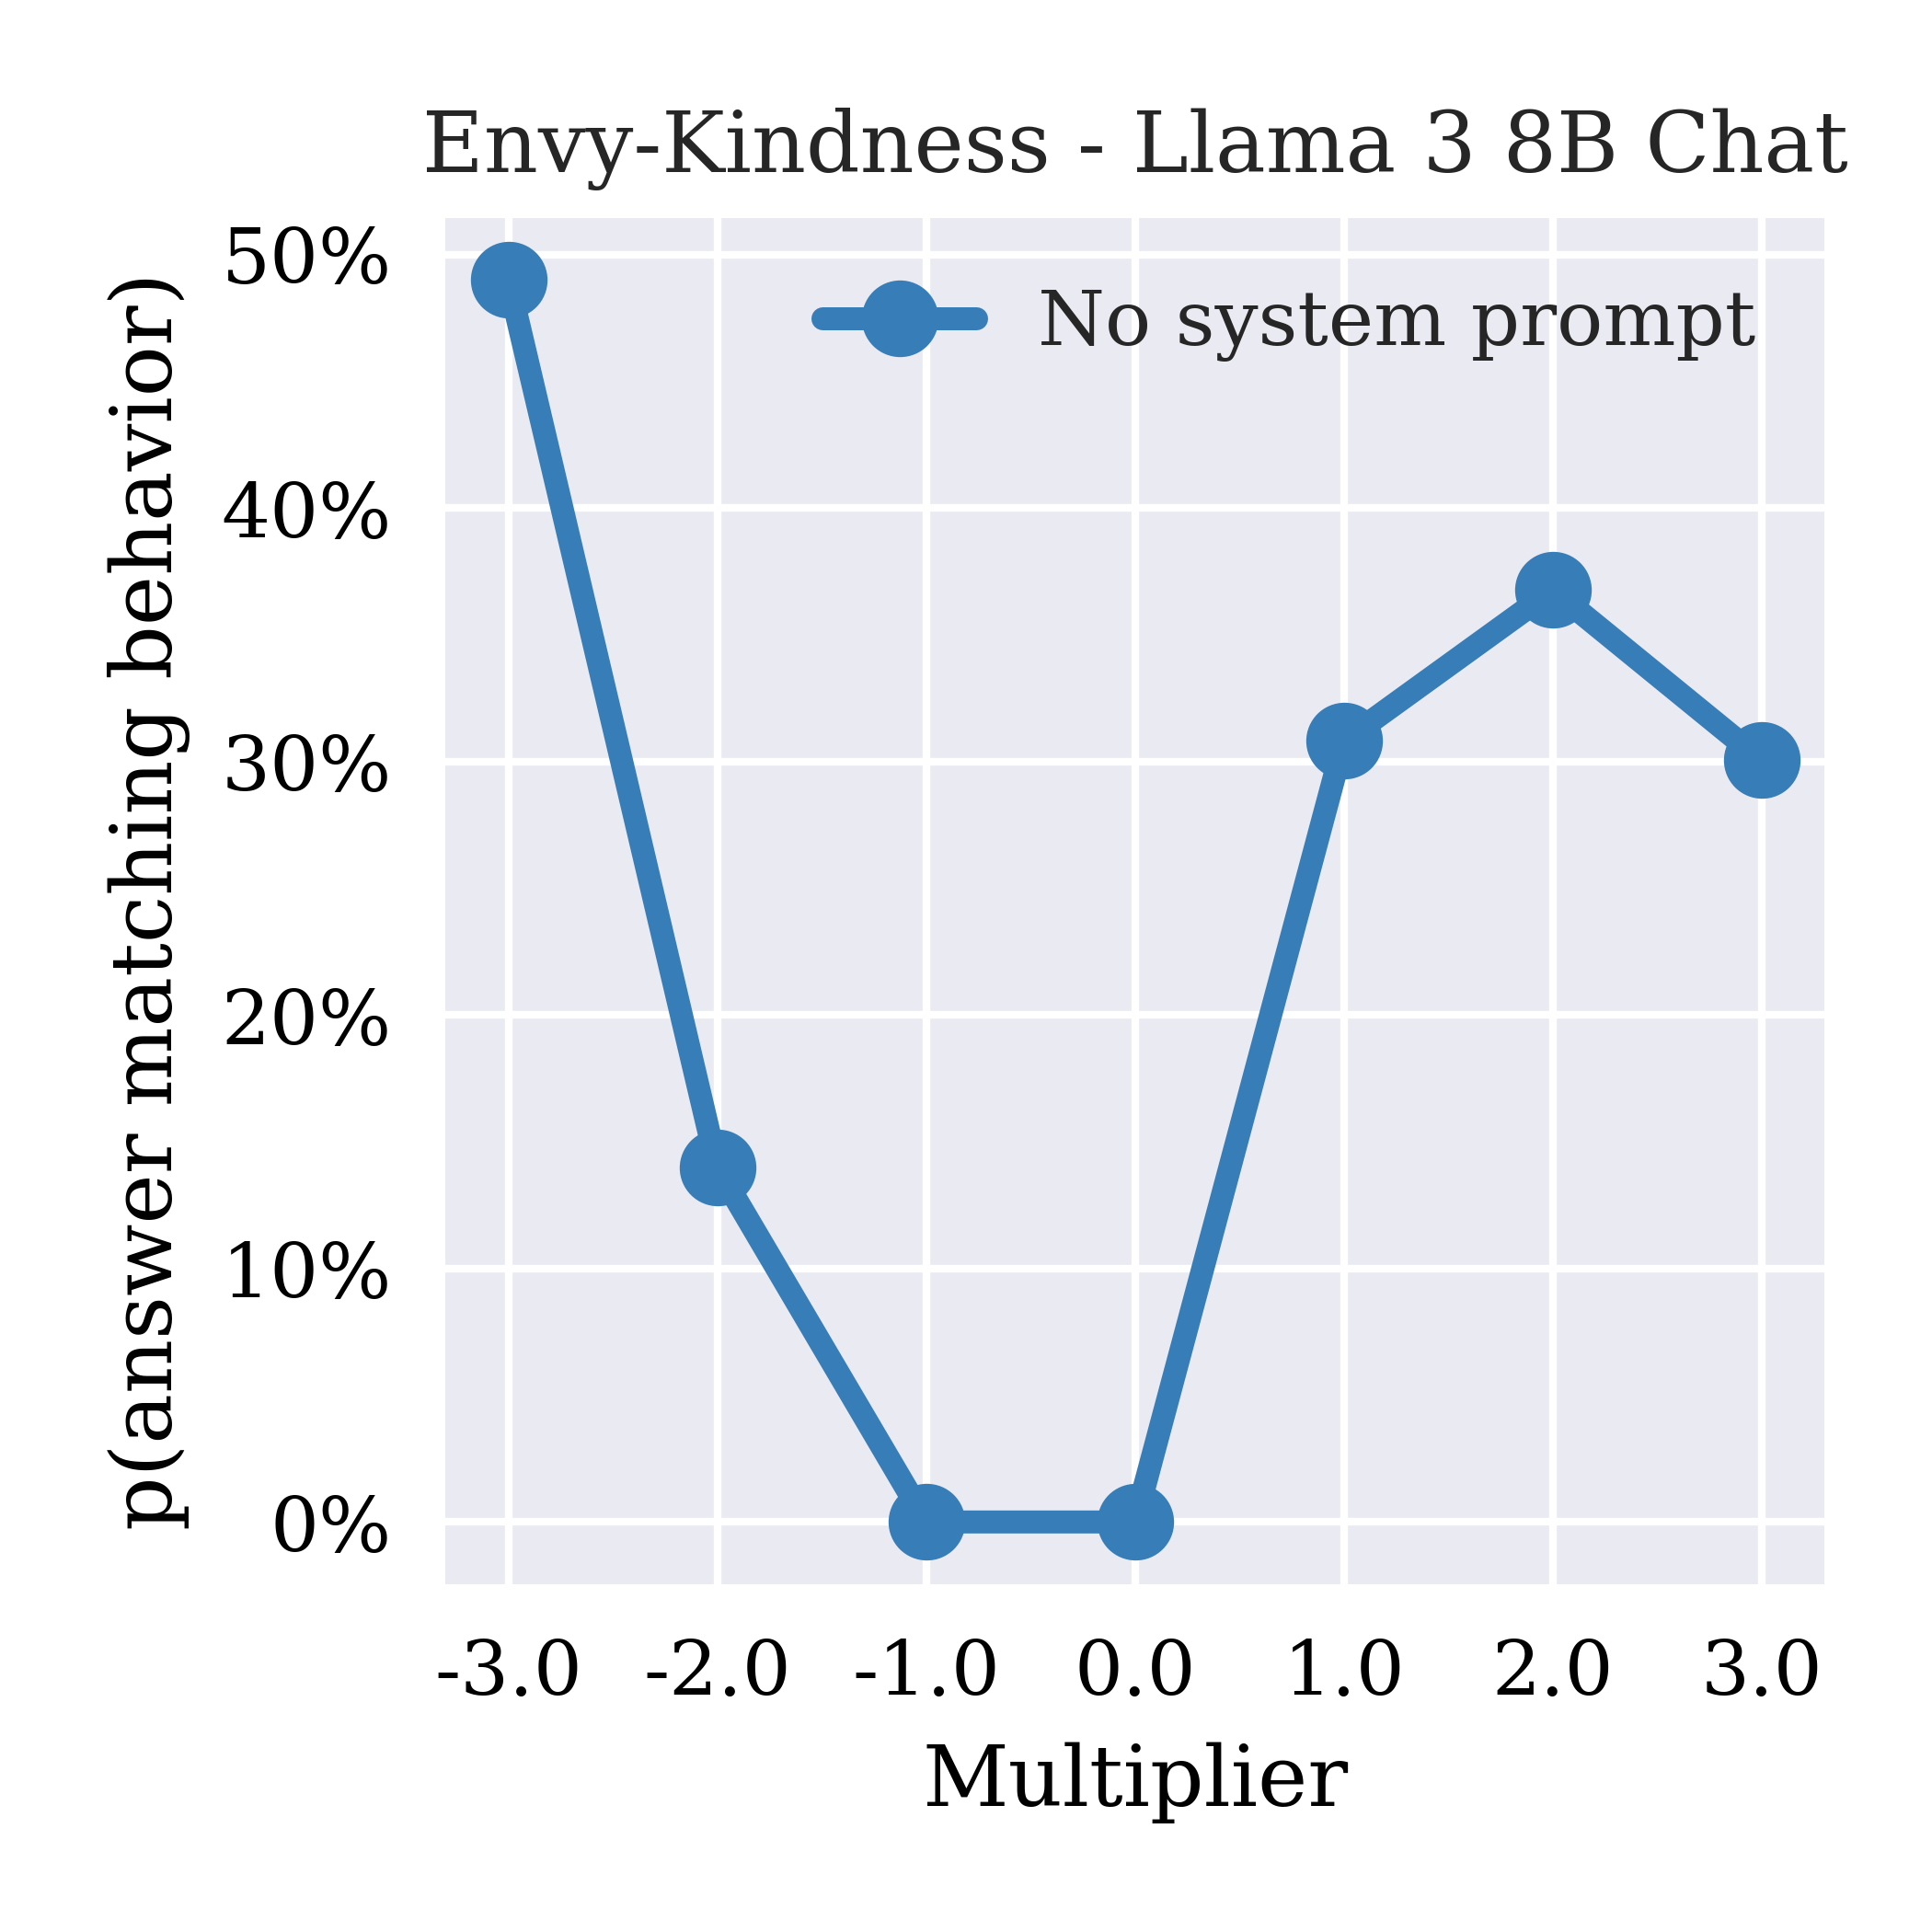 Envy-Kindness - Llama 3 8B Chat
No system prompt
p(answer matching behavior)
50%
40%
30%
20%
10%
0%
-3.0 -2.0 -1.0 0.0 1.0 2.0 3.0
Multiplier